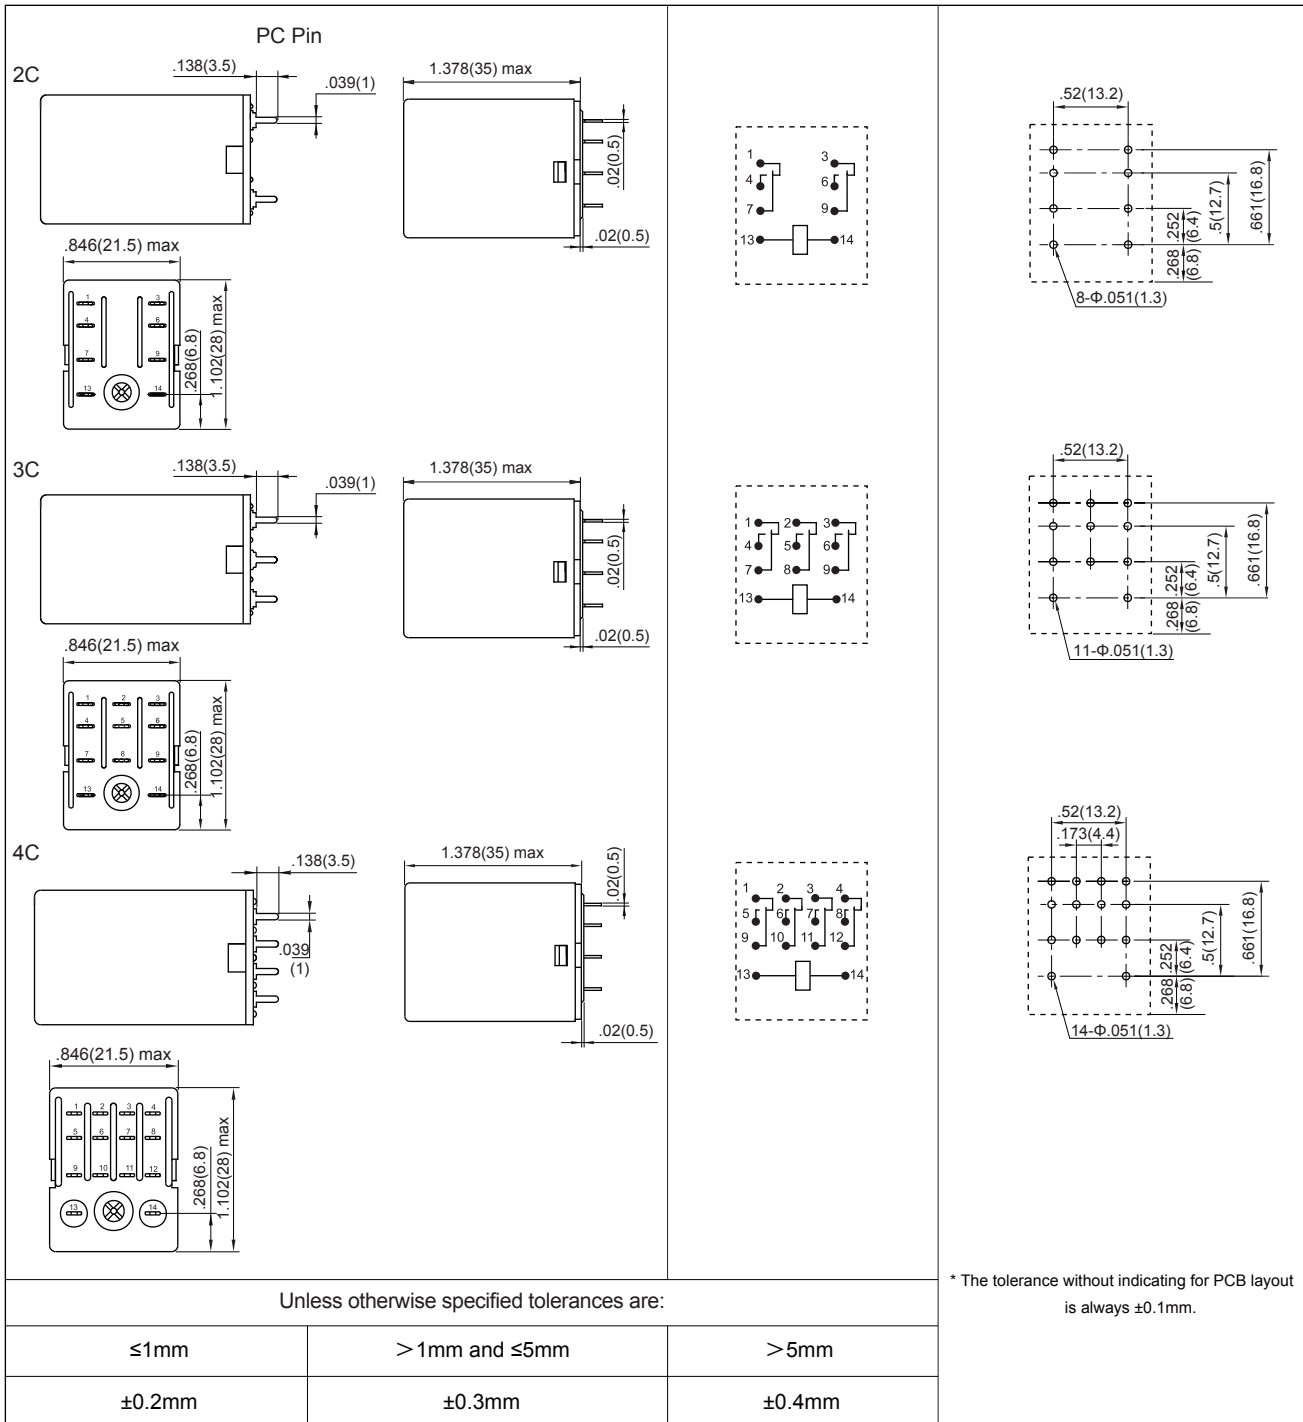 PC Pin
2C
.138(3.5)
.039(1)
1.378(35) max
.02(0.5)
.02(0.5)
.846(21.5) max
1 3
4 6
7 9
13 14
.268(6.8)
1.102(28) max
1 3
4 6
7 9
13 14
.52(13.2)
.268 .252
(6.8) (6.4)
.5(12.7)
.661(16.8)
8-Φ.051(1.3)
3C
.138(3.5)
.039(1)
1.378(35) max
.02(0.5)
.02(0.5)
.846(21.5) max
1 2 3
4 5 6
7 8 9
13 14
.268(6.8)
1.102(28) max
1 2 3
4 5 6
7 8 9
13 14
.52(13.2)
.268 .252
(6.8) (6.4)
.5(12.7)
.661(16.8)
11-Φ.051(1.3)
4C
.138(3.5)
.039
(1)
1.378(35) max
.02(0.5)
.02(0.5)
.846(21.5) max
1 2 3 4
5 6 7 8
9 10 11 12
13 14
.268(6.8)
1.102(28) max
1 2 3 4
5 6 7 8
9 10 11 12
13 14
.52(13.2)
.173(4.4)
.268 .252
(6.8) (6.4)
.5(12.7)
.661(16.8)
14-Φ.051(1.3)
* The tolerance without indicating for PCB layout
is always ±0.1mm.
Unless otherwise specified tolerances are:
≤1mm >1mm and ≤5mm >5mm
±0.2mm ±0.3mm ±0.4mm